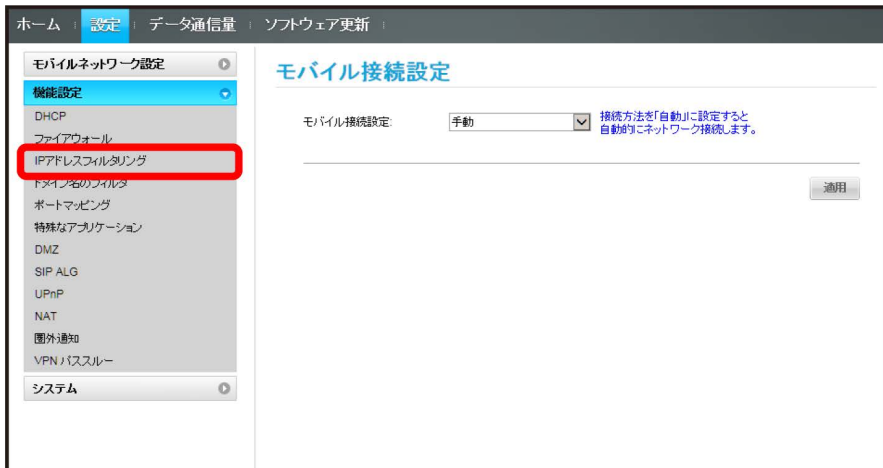 ホーム 設定 データ通信量 ソフトウェア更新
モバイルネットワーク設定
機能設定
DHCP
ファイアウォール
IPアドレスフィルタリング
ドメイン名のフィルタ
ポートマッピング
特殊なアプリケーション
DMZ
SIP ALG
UPnP
NAT
圏外通知
VPN パススルー
システム
モバイル接続設定
モバイル接続設定:
手動
接続方法を「自動」に設定すると
自動的にネットワーク接続します。
適用